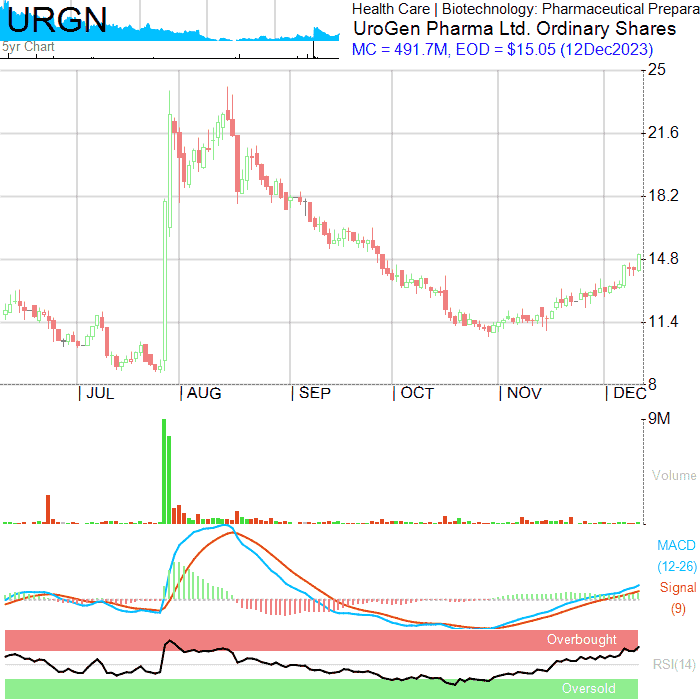 URGN
5yr Chart
Health Care | Biotechnology: Pharmaceutical Prepara
UroGen Pharma Ltd. Ordinary Shares
MC = 491.7M, EOD = $15.05 (12Dec2023)
25
21.6
18.2
14.8
11.4
8
| JUL | AUG | SEP | OCT | NOV | DEC
9M
Volume
MACD
(12-26)
Signal
(9)
Overbought
RSI(14)
Oversold